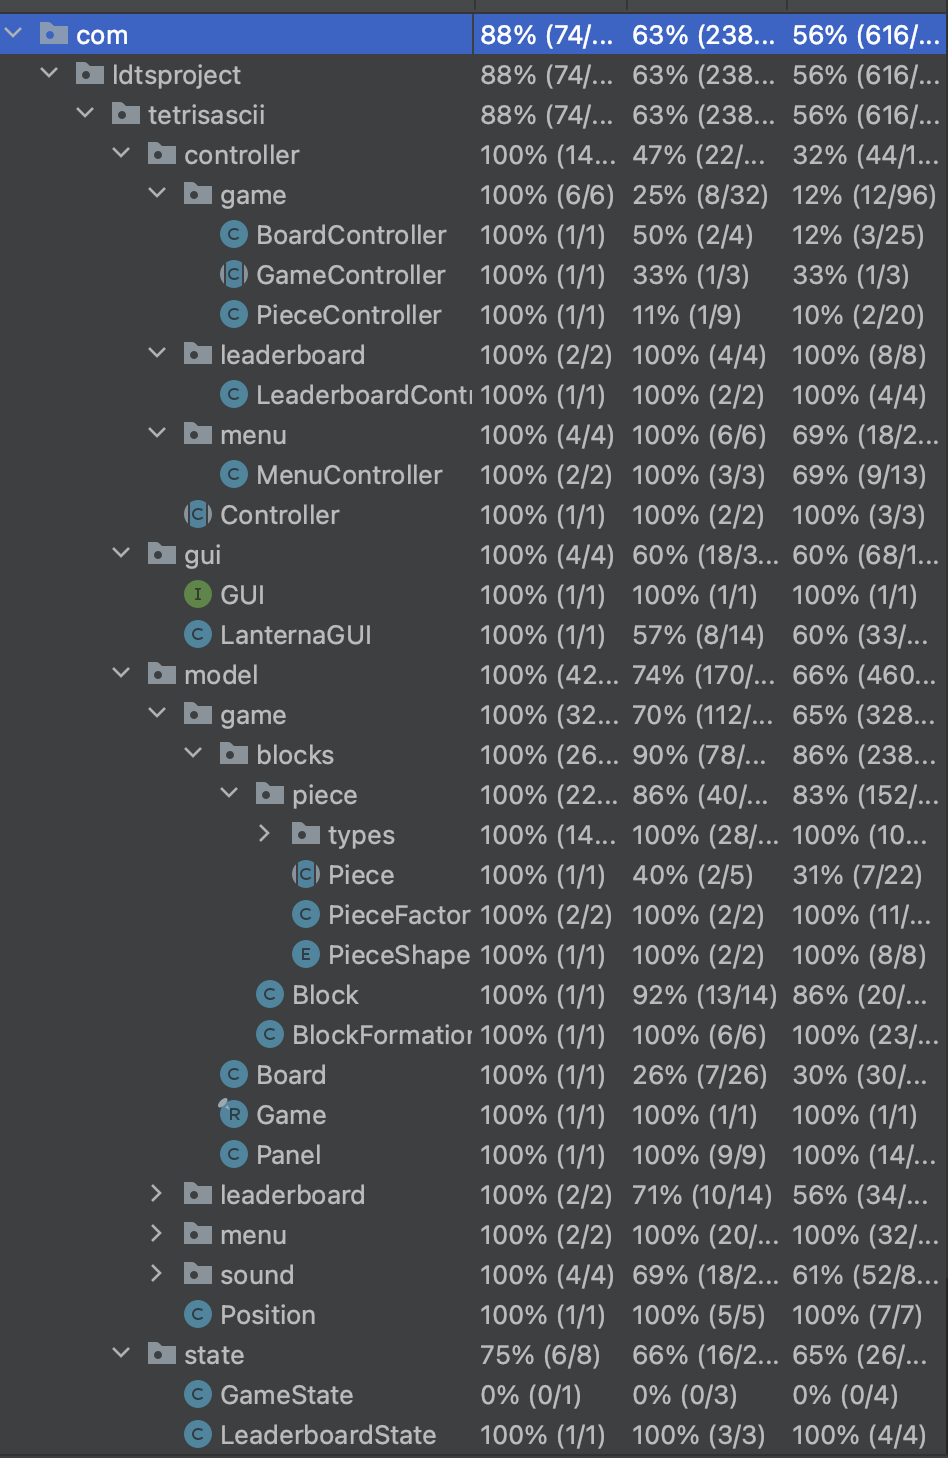 com 88% (74/... 63% (238... 56% (616/...
ldtsproject 88% (74/... 63% (238... 56% (616/...
tetrisascii 88% (74/... 63% (238... 56% (616/...
controller 100% (14... 47% (22/... 32% (44/1...
game 100% (6/6) 25% (8/32) 12% (12/96)
C BoardController 100% (1/1) 50% (2/4) 12% (3/25)
C GameController 100% (1/1) 33% (1/3) 33% (1/3)
C PieceController 100% (1/1) 11% (1/9) 10% (2/20)
leaderboard 100% (2/2) 100% (4/4) 100% (8/8)
C LeaderboardCont 100% (1/1) 100% (2/2) 100% (4/4)
menu 100% (4/4) 100% (6/6) 69% (18/2...
C MenuController 100% (2/2) 100% (3/3) 69% (9/13)
C Controller 100% (1/1) 100% (2/2) 100% (3/3)
gui 100% (4/4) 60% (18/3... 60% (68/1...
I GUI 100% (1/1) 100% (1/1) 100% (1/1)
C LanternaGUI 100% (1/1) 57% (8/14) 60% (33/...
model 100% (42... 74% (170/... 66% (460...
game 100% (32... 70% (112/... 65% (328...
blocks 100% (26... 90% (78/... 86% (238...
piece 100% (22... 86% (40/... 83% (152/...
types 100% (14... 100% (28/... 100% (10...
C Piece 100% (1/1) 40% (2/5) 31% (7/22)
C PieceFactor 100% (2/2) 100% (2/2) 100% (11/...
E PieceShape 100% (1/1) 100% (2/2) 100% (8/8)
C Block 100% (1/1) 92% (13/14) 86% (20/...
C BlockFormation 100% (1/1) 100% (6/6) 100% (23/...
C Board 100% (1/1) 26% (7/26) 30% (30/...
R Game 100% (1/1) 100% (1/1) 100% (1/1)
C Panel 100% (1/1) 100% (9/9) 100% (14/...
leaderboard 100% (2/2) 71% (10/14) 56% (34/...
menu 100% (2/2) 100% (20/... 100% (32/...
sound 100% (4/4) 69% (18/2... 61% (52/8...
C Position 100% (1/1) 100% (5/5) 100% (7/7)
state 75% (6/8) 66% (16/2... 65% (26/...
C GameState 0% (0/1) 0% (0/3) 0% (0/4)
C LeaderboardState 100% (1/1) 100% (3/3) 100% (4/4)